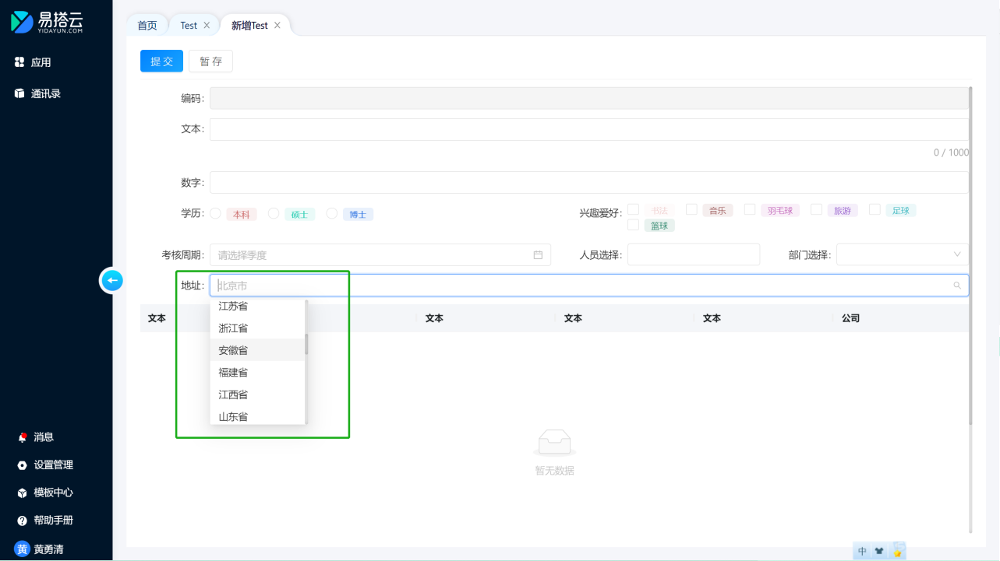 易搭云
YIDAYUN.COM
首页
Test
新增Test
应用
通讯录
提 交
暂 存
编码:
文本:
0 / 1000
数字:
学历:
本科
硕士
博士
兴趣爱好:
书法
音乐
羽毛球
旅游
足球
篮球
考核周期:
请选择季度
人员选择:
部门选择:
地址:
北京市
江苏省
浙江省
安徽省
福建省
江西省
山东省
文本
文本
文本
文本
公司
暂无数据
消息
设置管理
模板中心
帮助手册
黄
黄勇清
中